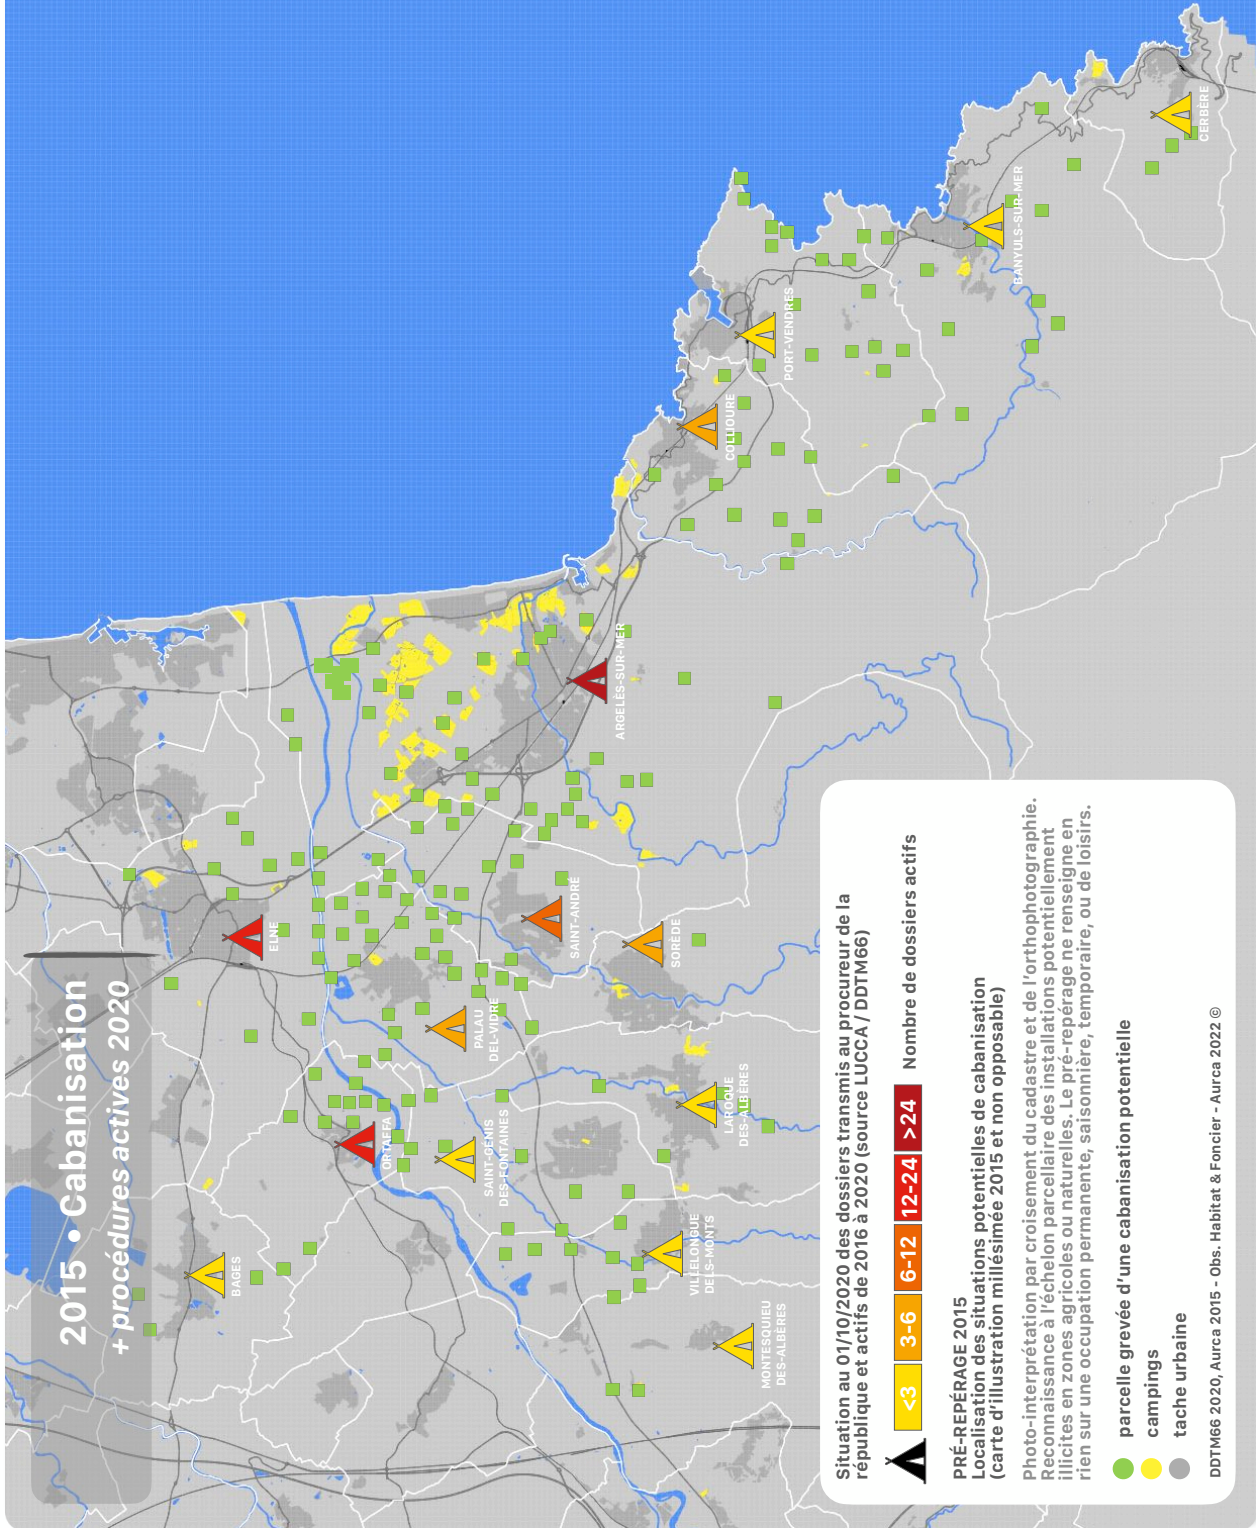 2015 • Cabanisation
+ procédures actives 2020
ELNE
BAGES
ORTAFFA
PALAU
DEL-VIDRE
SAINT-GÉNIS
DES-FONTAINES
SAINT-ANDRÉ
SORÈDE
LAROQUE
DES-ALBÈRES
VILLELONGUE
DELS-MONTS
MONTESQUIEU
DES-ALBÈRES
ARGELÈS-SUR-MER
COLLIOURE
PORT-VENDRES
BANYULS-SUR-MER
CERBÈRE
Situation au 01/10/2020 des dossiers transmis au procureur de la
république et actifs de 2016 à 2020 (source LUCCA / DDTM66)
<3 3-6 6-12 12-24 >24 Nombre de dossiers actifs
PRÉ-REPÉRAGE 2015
Localisation des situations potentielles de cabanisation
(carte d'illustration millésimée 2015 et non opposable)
Photo-interprétation par croisement du cadastre et de l'orthophotographie.
Reconnaissance à l'échelon parcellaire des installations potentiellement
illicites en zones agricoles ou naturelles. Le pré-repérage ne renseigne en
rien sur une occupation permanente, saisonnière, temporaire, ou de loisirs.
parcelle grevée d'une cabanisation potentielle
campings
tache urbaine
DDTM66 2020, Aurca 2015 - Obs. Habitat & Foncier - Aurca 2022 ©